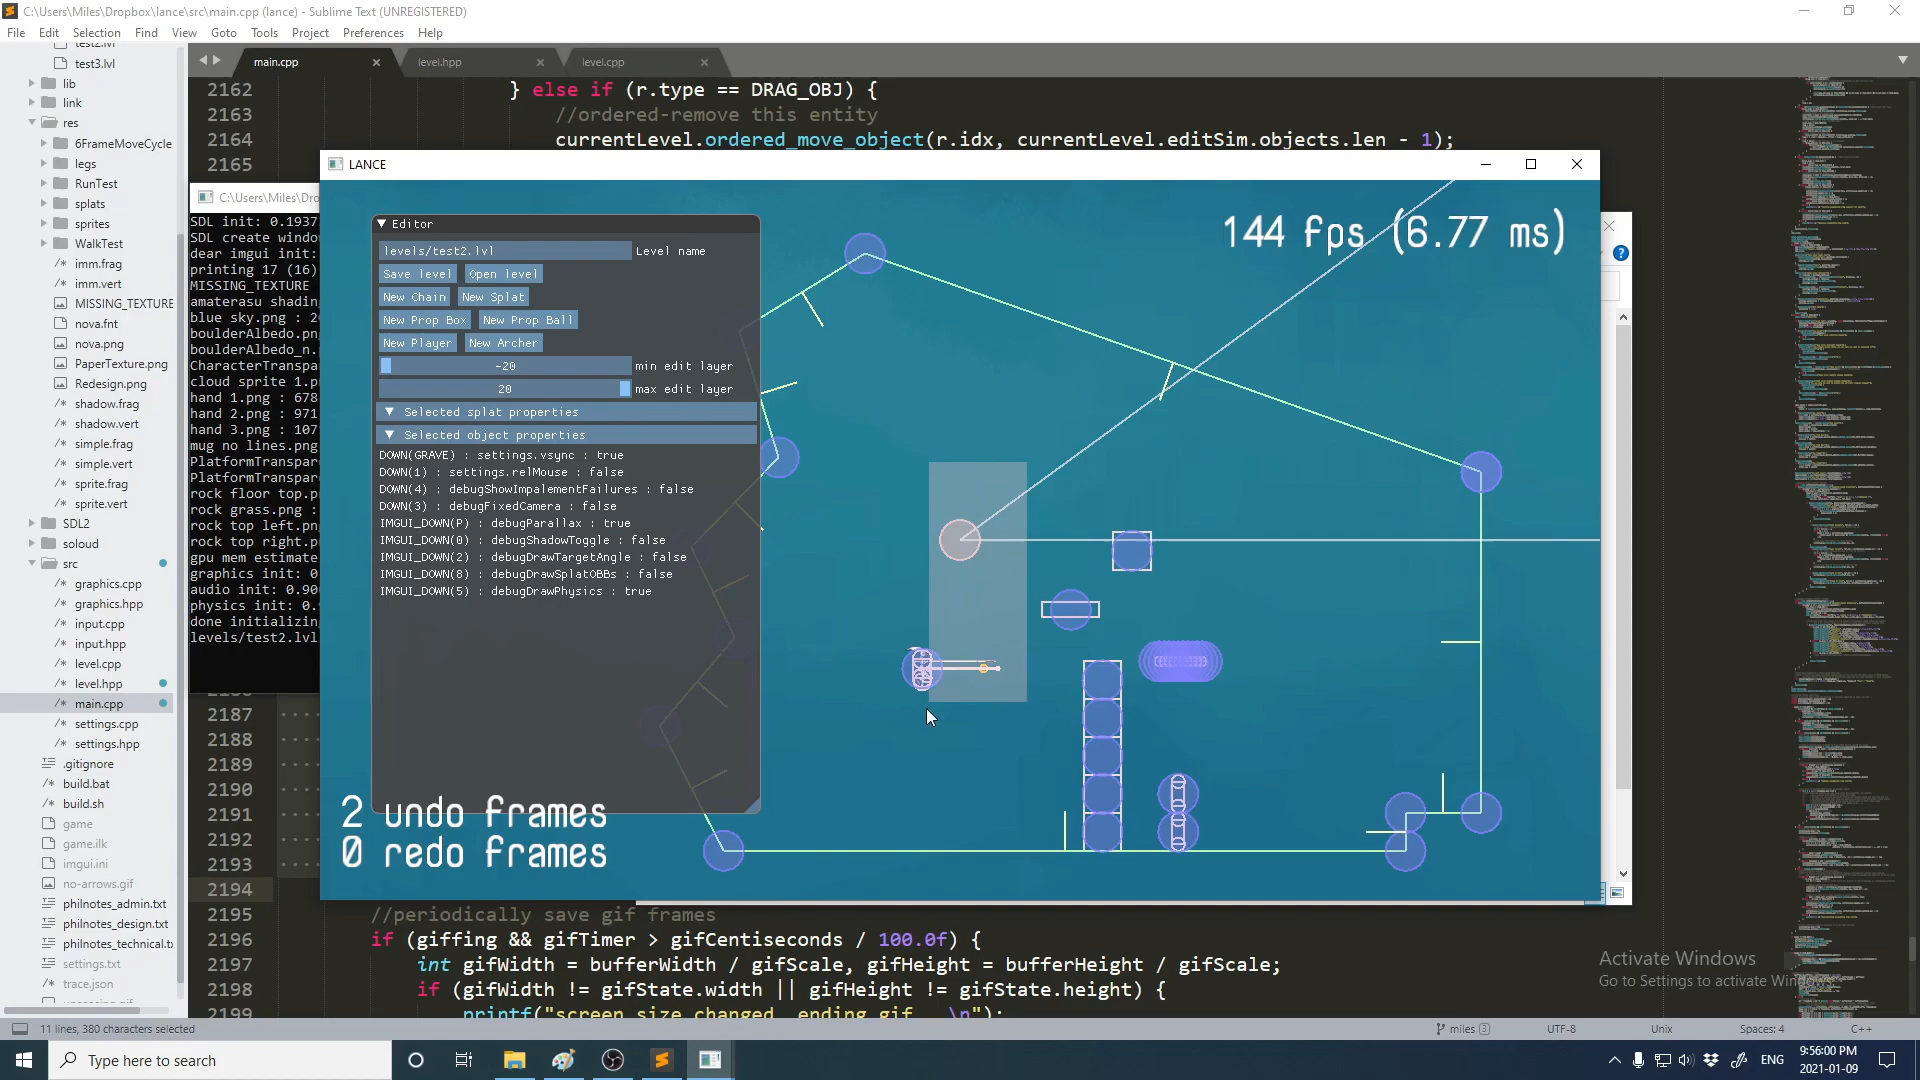 C:\Users\Miles\Dropbox\lance\src\main.cpp (lance) - Sublime Text (UNREGISTERED)
File Edit Selection Find View Goto Tools Project Preferences Help
test2.lvl
test3.lvl
lib
link
res
6FrameMoveCycle
legs
RunTest
splats
sprites
WalkTest
imm.frag
imm.vert
MISSING_TEXTURE
nova.fnt
nova.png
PaperTexture.png
Redesign.png
shadow.frag
shadow.vert
simple.frag
simple.vert
sprite.frag
sprite.vert
SDL2
soloud
src
graphics.cpp
graphics.hpp
input.cpp
input.hpp
level.cpp
level.hpp
main.cpp
settings.cpp
settings.hpp
.gitignore
build.bat
build.sh
game
game.ilk
imgui.ini
no-arrows.gif
philnotes_admin.txt
philnotes_design.txt
philnotes_technical.t
settings.txt
trace.json
main.cpp level.hpp level.cpp
2162 } else if (r.type == DRAG_OBJ) {
2163 //ordered-remove this entity
2164 currentLevel.ordered_move_object(r.idx, currentLevel.editSim.objects.len - 1);
2165
C:\Users\Miles\Dro
SDL init: 0.1937
SDL create windo
dear imgui init:
printing 17 (16)
MISSING_TEXTURE
amaterasu shadin
blue sky.png : 2
boulderAlbedo.pn
boulderAlbedo_n.
CharacterTranspa
cloud sprite 1.p
hand 1.png : 678
hand 2.png : 971
hand 3.png : 107
mug no lines.png
PlatformTranspar
PlatformTranspar
rock floor top.p
rock grass.png :
rock top left.pn
rock top right.p
gpu mem estimate
graphics init: 0
audio init: 0.90
physics init: 0.
done initializin
levels/test2.lvl
LANCE
144 fps (6.77 ms)
Editor
levels/test2.lvl Level name
Save level Open level
New Chain New Splat
New Prop Box New Prop Ball
New Player New Archer
-20 min edit layer
20 max edit layer
Selected splat properties
Selected object properties
DOWN(GRAVE) : settings.vsync : true
DOWN(1) : settings.relMouse : false
DOWN(4) : debugShowImpalementFailures : false
DOWN(3) : debugFixedCamera : false
IMGUI_DOWN(P) : debugParallax : true
IMGUI_DOWN(0) : debugShadowToggle : false
IMGUI_DOWN(2) : debugDrawTargetAngle : false
IMGUI_DOWN(8) : debugDrawSplatOBBs : false
IMGUI_DOWN(5) : debugDrawPhysics : true
2 undo frames
0 redo frames
2187
2188
2189
2190
2191
2192
2193
2194
2195 //periodically save gif frames
2196 if (giffing && gifTimer > gifCentiseconds / 100.0f) {
2197 int gifWidth = bufferWidth / gifScale, gifHeight = bufferHeight / gifScale;
2198 if (gifWidth != gifState.width || gifHeight != gifState.height) {
2199
Activate Windows
Go to Settings to activate Windows.
11 lines, 380 characters selected
miles 3 UTF-8 Unix Spaces: 4 C++
Type here to search
ENG
9:56:00 PM
2021-01-09